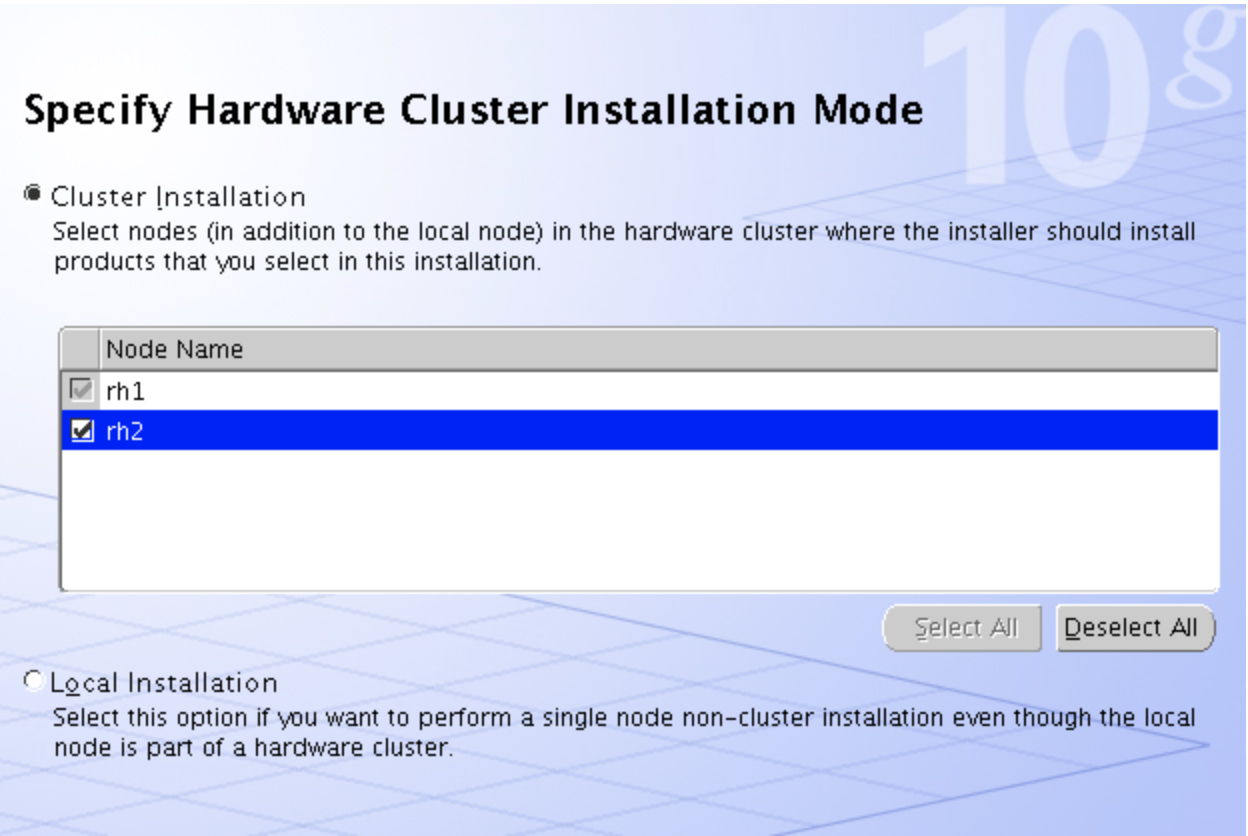 10g
Specify Hardware Cluster Installation Mode
Cluster Installation
Select nodes (in addition to the local node) in the hardware cluster where the installer should install
products that you select in this installation.
Node Name
rh1
rh2
Select All Deselect All
Local Installation
Select this option if you want to perform a single node non-cluster installation even though the local
node is part of a hardware cluster.